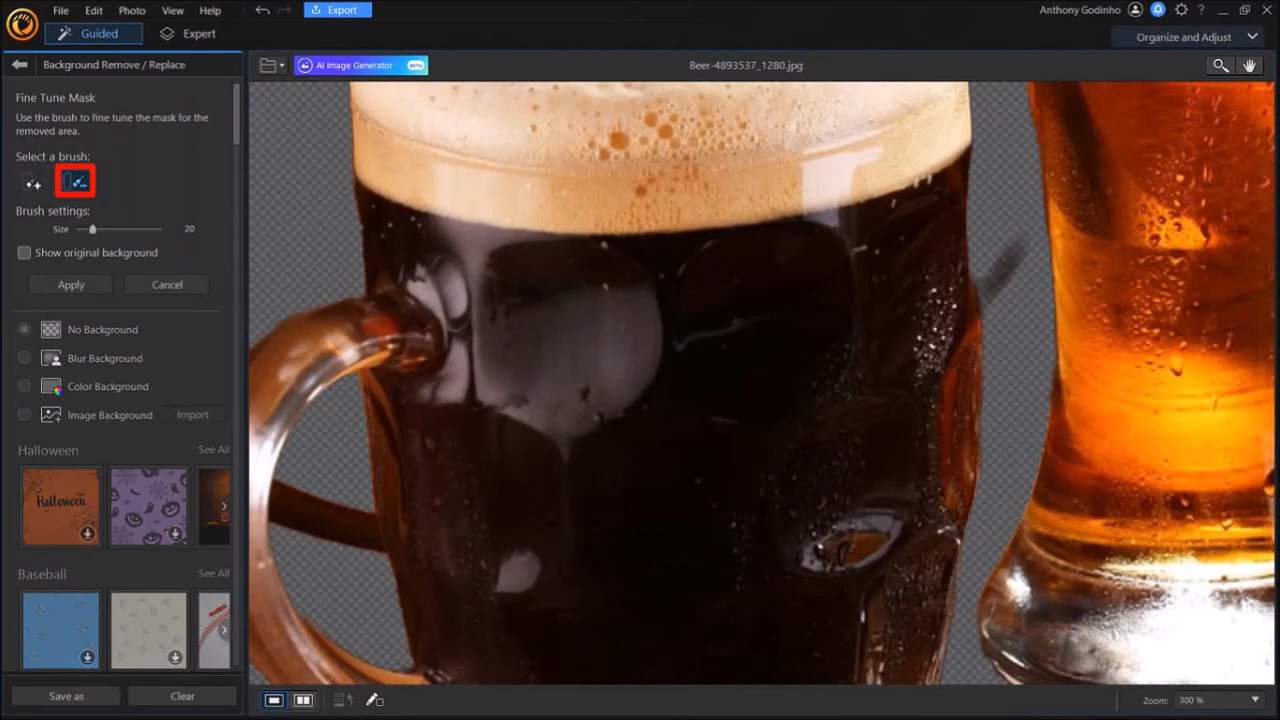 File Edit Photo View Help Export Anthony Godinho ?
Guided Expert Organize and Adjust
Background Remove / Replace AI Image Generator BETA Beer-4893537_1280.jpg
Fine Tune Mask
Use the brush to fine tune the mask for the
removed area.
Select a brush:
Brush settings:
Size 20
Show original background
Apply Cancel
No Background
Blur Background
Color Background
Image Background Import
Halloween See All
Halloween
Baseball See All
Save as Clear Zoom: 300 %